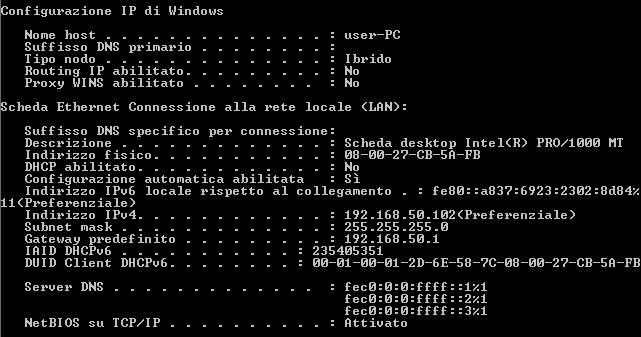 Configurazione IP di Windows
Nome host . . . . . . . . . . . . . . : user-PC
Suffisso DNS primario . . . . . . . . :
Tipo nodo . . . . . . . . . . . . . . : Ibrido
Routing IP abilitato. . . . . . . . . : No
Proxy WINS abilitato . . . . . . . . : No
Scheda Ethernet Connessione alla rete locale (LAN):
Suffisso DNS specifico per connessione:
Descrizione . . . . . . . . . . . . . : Scheda desktop Intel(R) PRO/1000 MT
Indirizzo fisico. . . . . . . . . . . : 08-00-27-CB-5A-FB
DHCP abilitato. . . . . . . . . . . . : No
Configurazione automatica abilitata : Sì
Indirizzo IPv6 locale rispetto al collegamento . : fe80::a837:6923:2302:8d84%
11(Preferenziale)
Indirizzo IPv4. . . . . . . . . . . . : 192.168.50.102(Preferenziale)
Subnet mask . . . . . . . . . . . . . : 255.255.255.0
Gateway predefinito . . . . . . . . . : 192.168.50.1
IAID DHCPv6 . . . . . . . . . . . : 235405351
DUID Client DHCPv6. . . . . . . . : 00-01-00-01-2D-6E-58-7C-08-00-27-CB-5A-FB
Server DNS . . . . . . . . . . . . . : fec0:0:0:ffff::1%1
fec0:0:0:ffff::2%1
fec0:0:0:ffff::3%1
NetBIOS su TCP/IP . . . . . . . . . . : Attivato